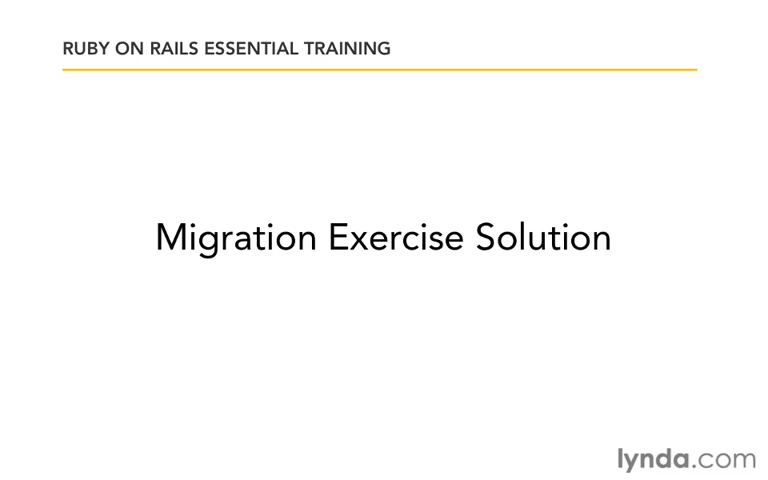 RUBY ON RAILS ESSENTIAL TRAINING
Migration Exercise Solution
lynda.com